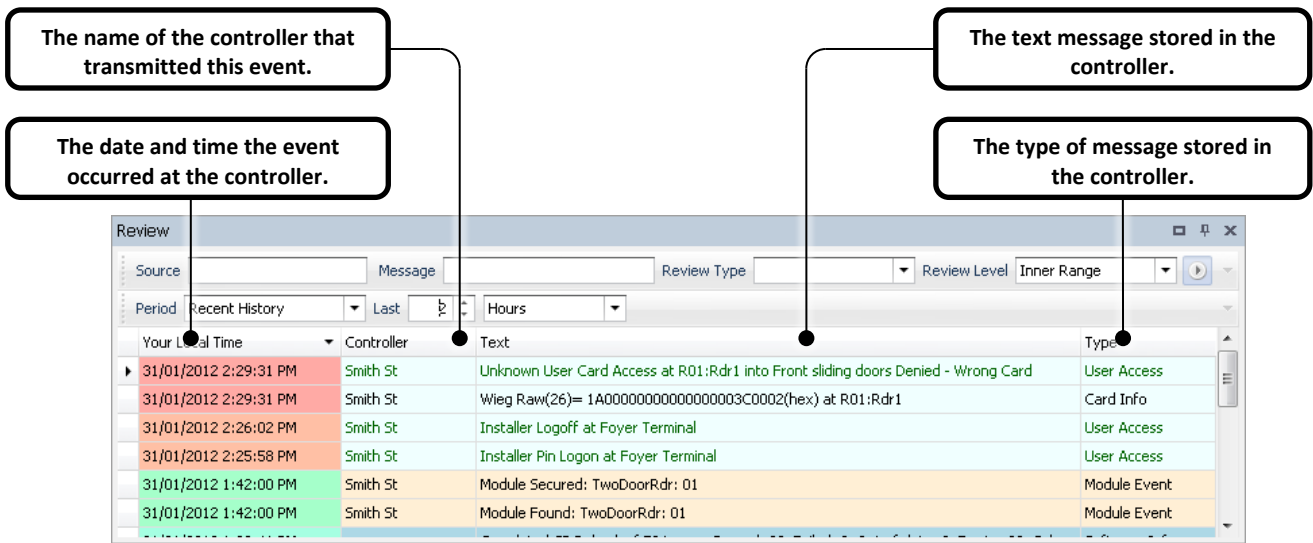 The name of the controller that
transmitted this event.
The text message stored in the
controller.
The date and time the event
occurred at the controller.
The type of message stored in
the controller.
Review
Source Message Review Type Review Level Inner Range
Period Recent History Last Hours
Your Local Time Controller Text Type
31/01/2012 2:29:31 PM Smith St Unknown User Card Access at R01:Rdr1 into Front sliding doors Denied - Wrong Card User Access
31/01/2012 2:29:31 PM Smith St Wieg Raw(26)= 1A00000000000000003C0002(hex) at R01:Rdr1 Card Info
31/01/2012 2:26:02 PM Smith St Installer Logoff at Foyer Terminal User Access
31/01/2012 2:25:58 PM Smith St Installer Pin Logon at Foyer Terminal User Access
31/01/2012 1:42:00 PM Smith St Module Secured: TwoDoorRdr: 01 Module Event
31/01/2012 1:42:00 PM Smith St Module Found: TwoDoorRdr: 01 Module Event